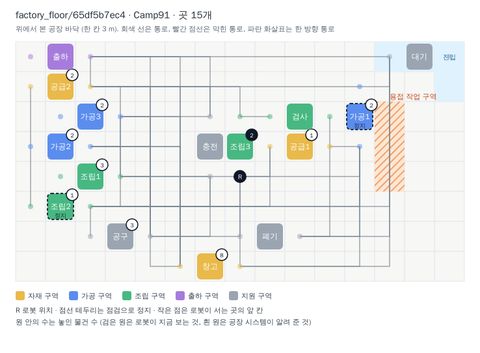 factory_floor/65df5b7ec4 · Camp91 · 곳 15개
위에서 본 공장 바닥 (한 칸 3 m). 회색 선은 통로, 빨간 점선은 막힌 통로, 파란 화살표는 한 방향 통로
출하
대기
진입
공급2
2
용접 작업 구역
가공3
2
검사
가공1
2
정지
가공2
2
충전
조립3
2
공급1
1
조립1
3
R
조립2
1
정지
공구
3
폐기
창고
8
자재 구역
가공 구역
조립 구역
출하 구역
지원 구역
R 로봇 위치 · 점선 테두리는 점검으로 정지 · 작은 점은 로봇이 서는 곳의 앞 칸
원 안의 수는 놓인 물건 수 (검은 원은 로봇이 지금 보는 것, 흰 원은 공장 시스템이 알려 준 것)